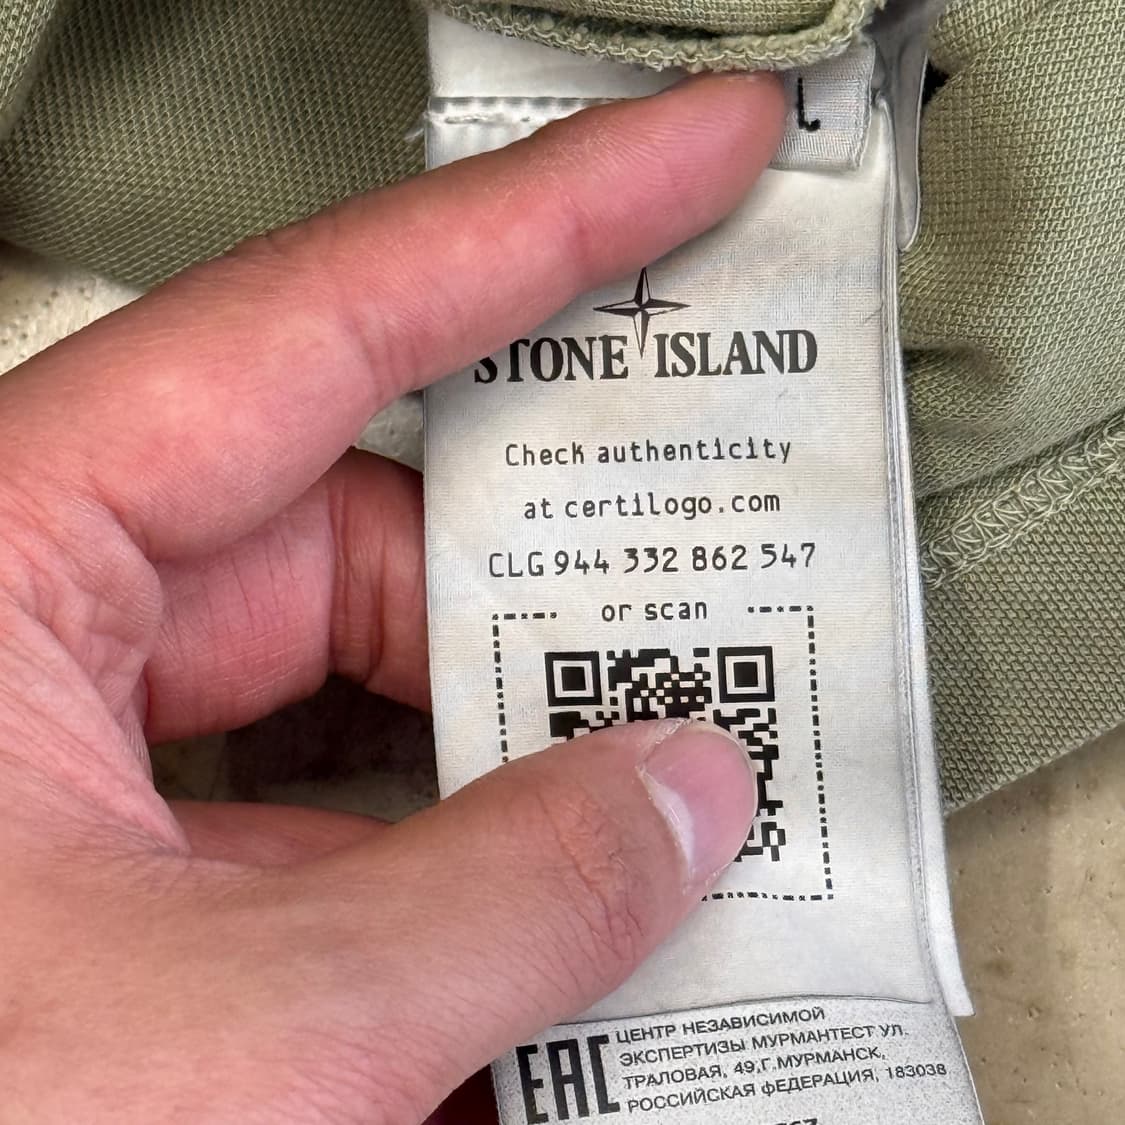 STONE ISLAND
Check authenticity
at certilogo.com
CLG 944 332 862 547
or scan
EAC
ЦЕНТР НЕЗАВИСИМОЙ
ЭКСПЕРТИЗЫ МУРМАНТЕСТ УЛ.
ТРАЛОВАЯ, 49,Г.МУРМАНСК,
РОССИЙСКАЯ ФЕДЕРАЦИЯ, 183038